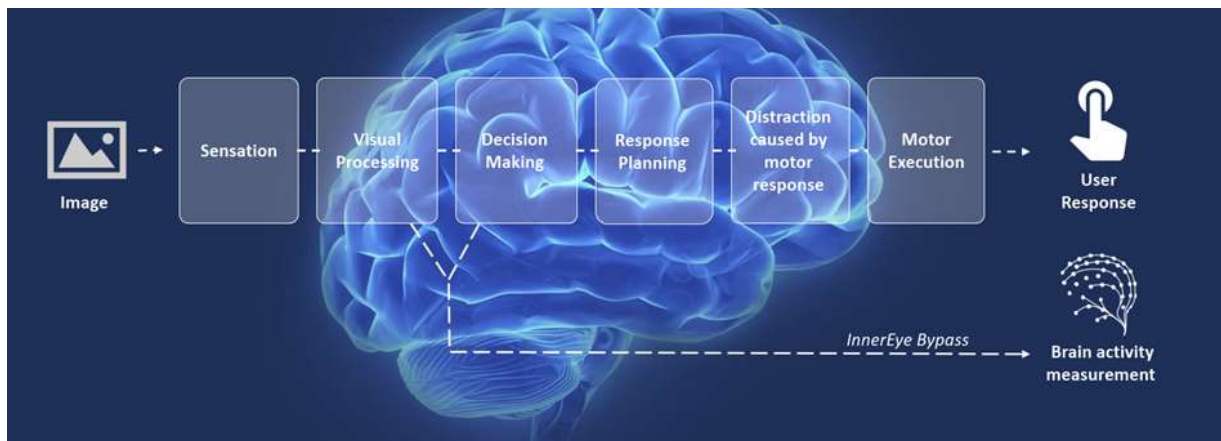 Image
Sensation
Visual
Processing
Decision
Making
Response
Planning
Distraction
caused by
motor
response
Motor
Execution
User
Response
InnerEye Bypass
Brain activity
measurement